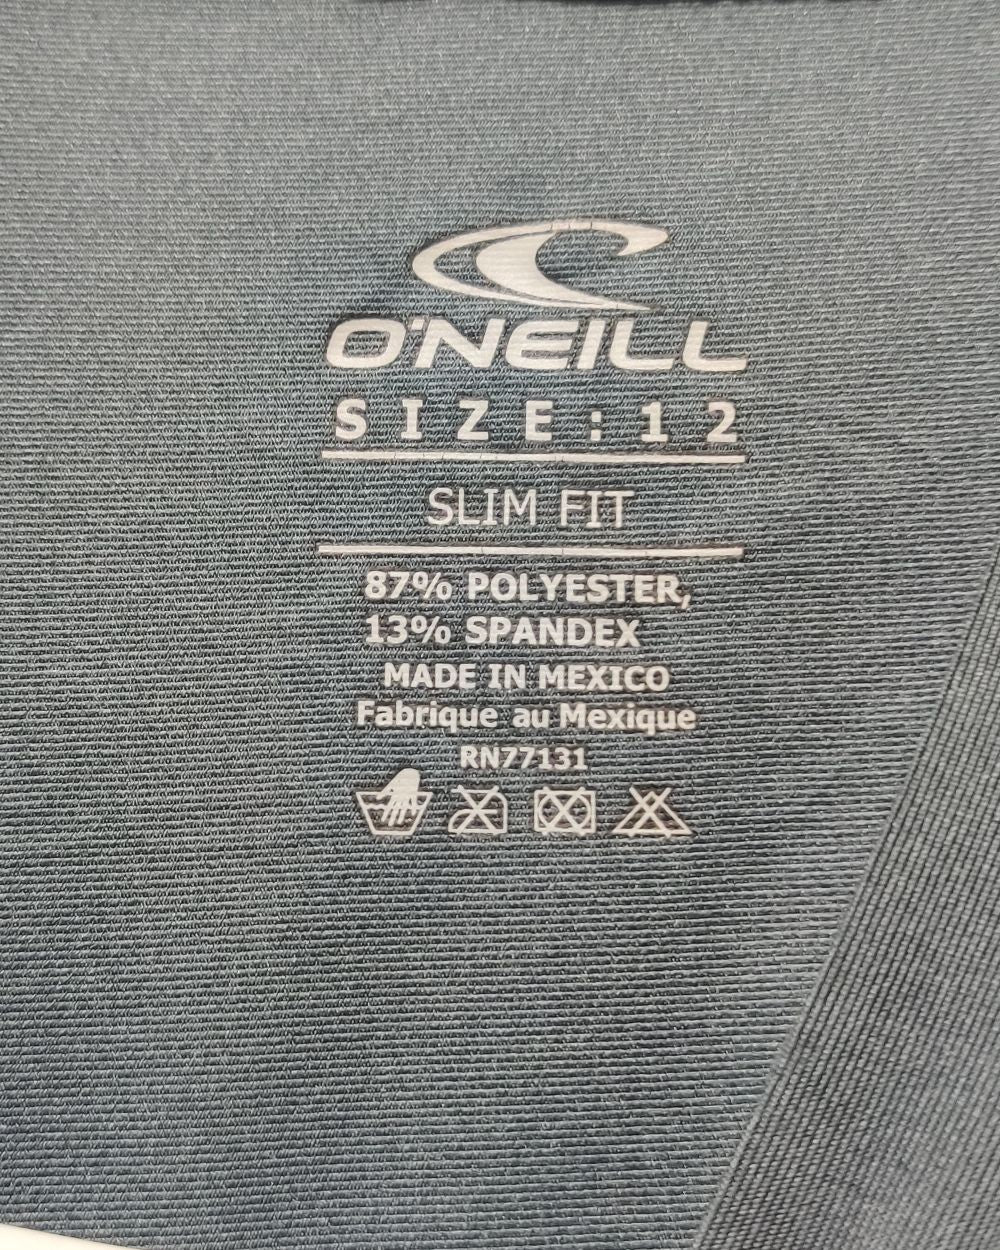 O'NEILL
SIZE: 12
SLIM FIT
87% POLYESTER,
13% SPANDEX
MADE IN MEXICO
Fabrique au Mexique
RN77131